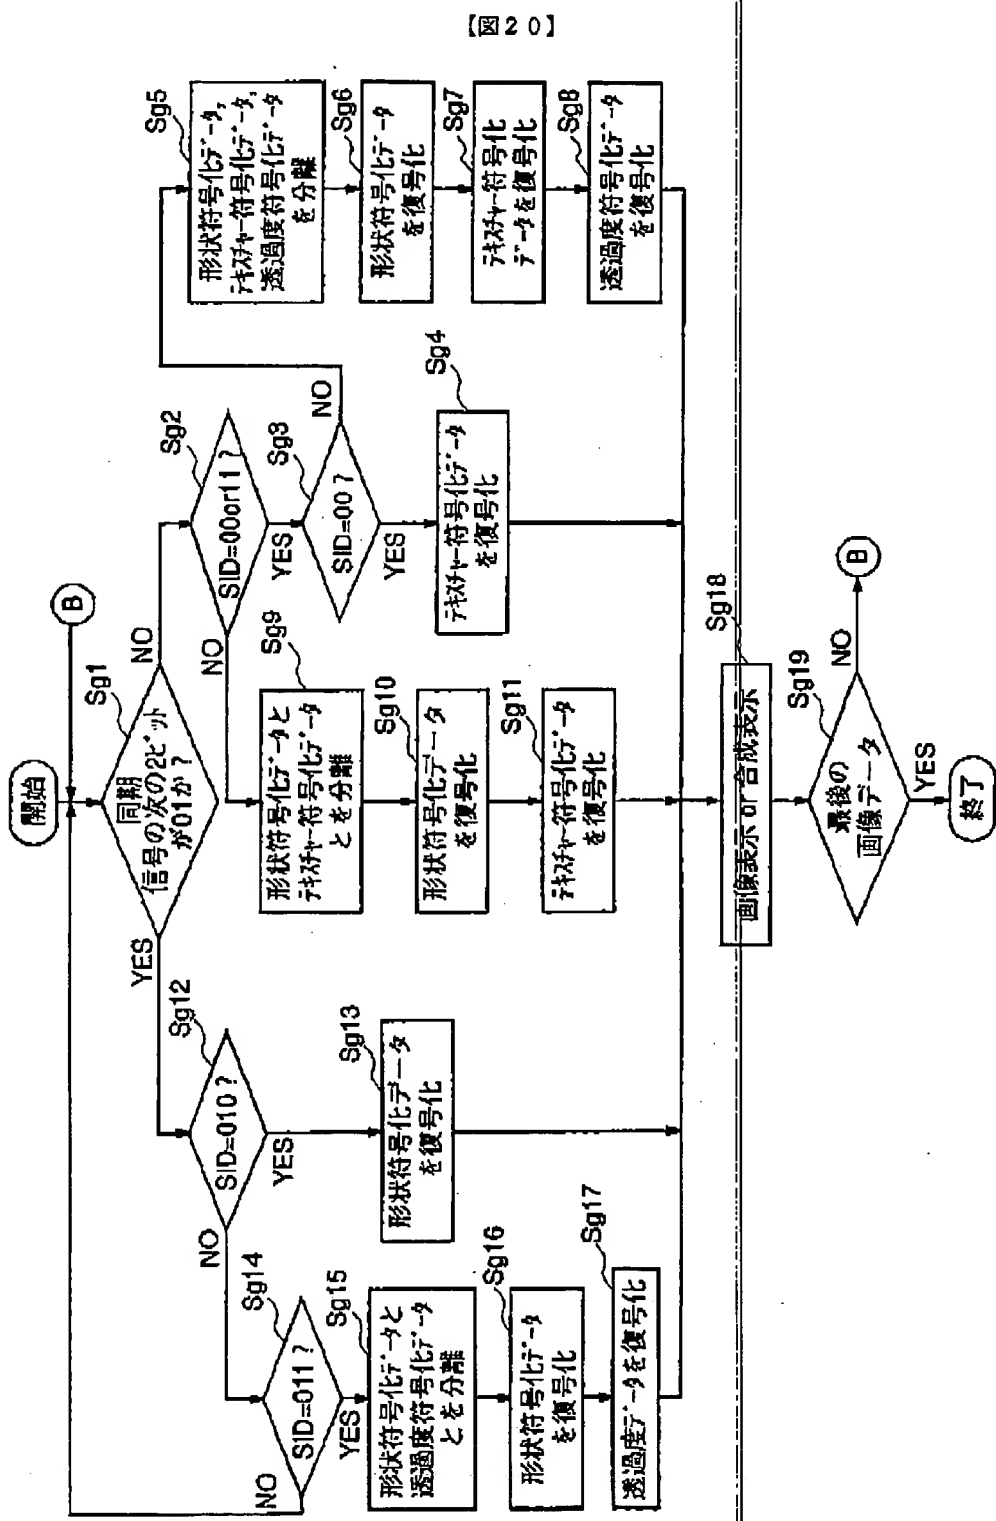 【図20】
開始
B
Sg1
同期
信号の次の2ビット
が01か？
YES
NO
Sg2
SID=00or11？
NO
YES
Sg3
SID=00？
NO
YES
Sg4
テキスチャー符号化データ
を復号化
Sg5
形状符号化データ,
テキスチャー符号化データ,
透過度符号化データ
を分離
Sg6
形状符号化データ
を復号化
Sg7
テキスチャー符号化
データを復号化
Sg8
透過度符号化データ
を復号化
Sg9
形状符号化データと
テキスチャー符号化データ
とを分離
Sg10
形状符号化データ
を復号化
Sg11
テキスチャー符号化データ
を復号化
Sg12
SID=010？
NO
YES
Sg13
形状符号化データ
を復号化
Sg14
SID=011？
NO
YES
Sg15
形状符号化データと
透過度符号化データ
とを分離
Sg16
形状符号化データ
を復号化
Sg17
透過度データを復号化
Sg18
画像表示 or 合成表示
Sg19
最後の
画像データ
NO
B
YES
終了